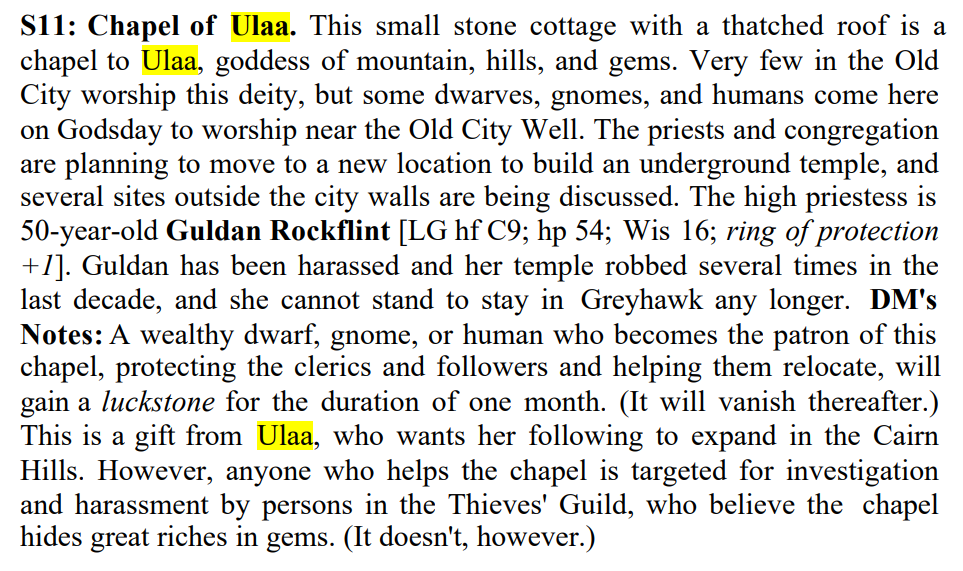 S11: Chapel of Ulaa. This small stone cottage with a thatched roof is a
chapel to Ulaa, goddess of mountain, hills, and gems. Very few in the Old
City worship this deity, but some dwarves, gnomes, and humans come here
on Godsday to worship near the Old City Well. The priests and congregation
are planning to move to a new location to build an underground temple, and
several sites outside the city walls are being discussed. The high priestess is
50-year-old Guldan Rockflint [LG hf C9; hp 54; Wis 16; ring of protection
+1]. Guldan has been harassed and her temple robbed several times in the
last decade, and she cannot stand to stay in Greyhawk any longer. DM's
Notes: A wealthy dwarf, gnome, or human who becomes the patron of this
chapel, protecting the clerics and followers and helping them relocate, will
gain a luckstone for the duration of one month. (It will vanish thereafter.)
This is a gift from Ulaa, who wants her following to expand in the Cairn
Hills. However, anyone who helps the chapel is targeted for investigation
and harassment by persons in the Thieves' Guild, who believe the chapel
hides great riches in gems. (It doesn't, however.)